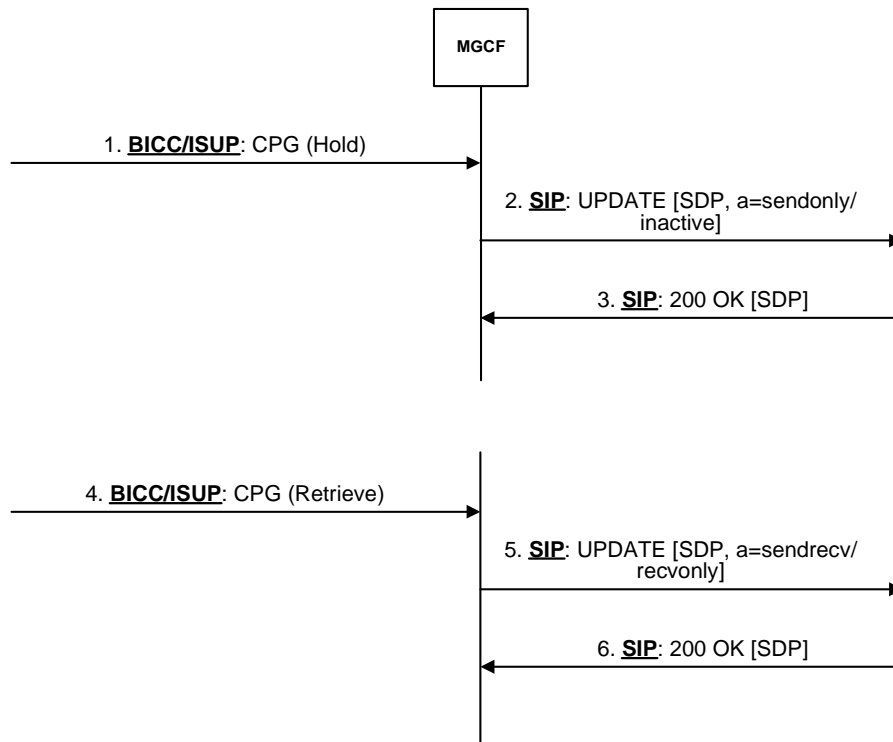 MGCF
1. BICC/ISUP: CPG (Hold)
2. SIP: UPDATE [SDP, a=sendonly/
inactive]
3. SIP: 200 OK [SDP]
4. BICC/ISUP: CPG (Retrieve)
5. SIP: UPDATE [SDP, a=sendrecv/
recvonly]
6. SIP: 200 OK [SDP]